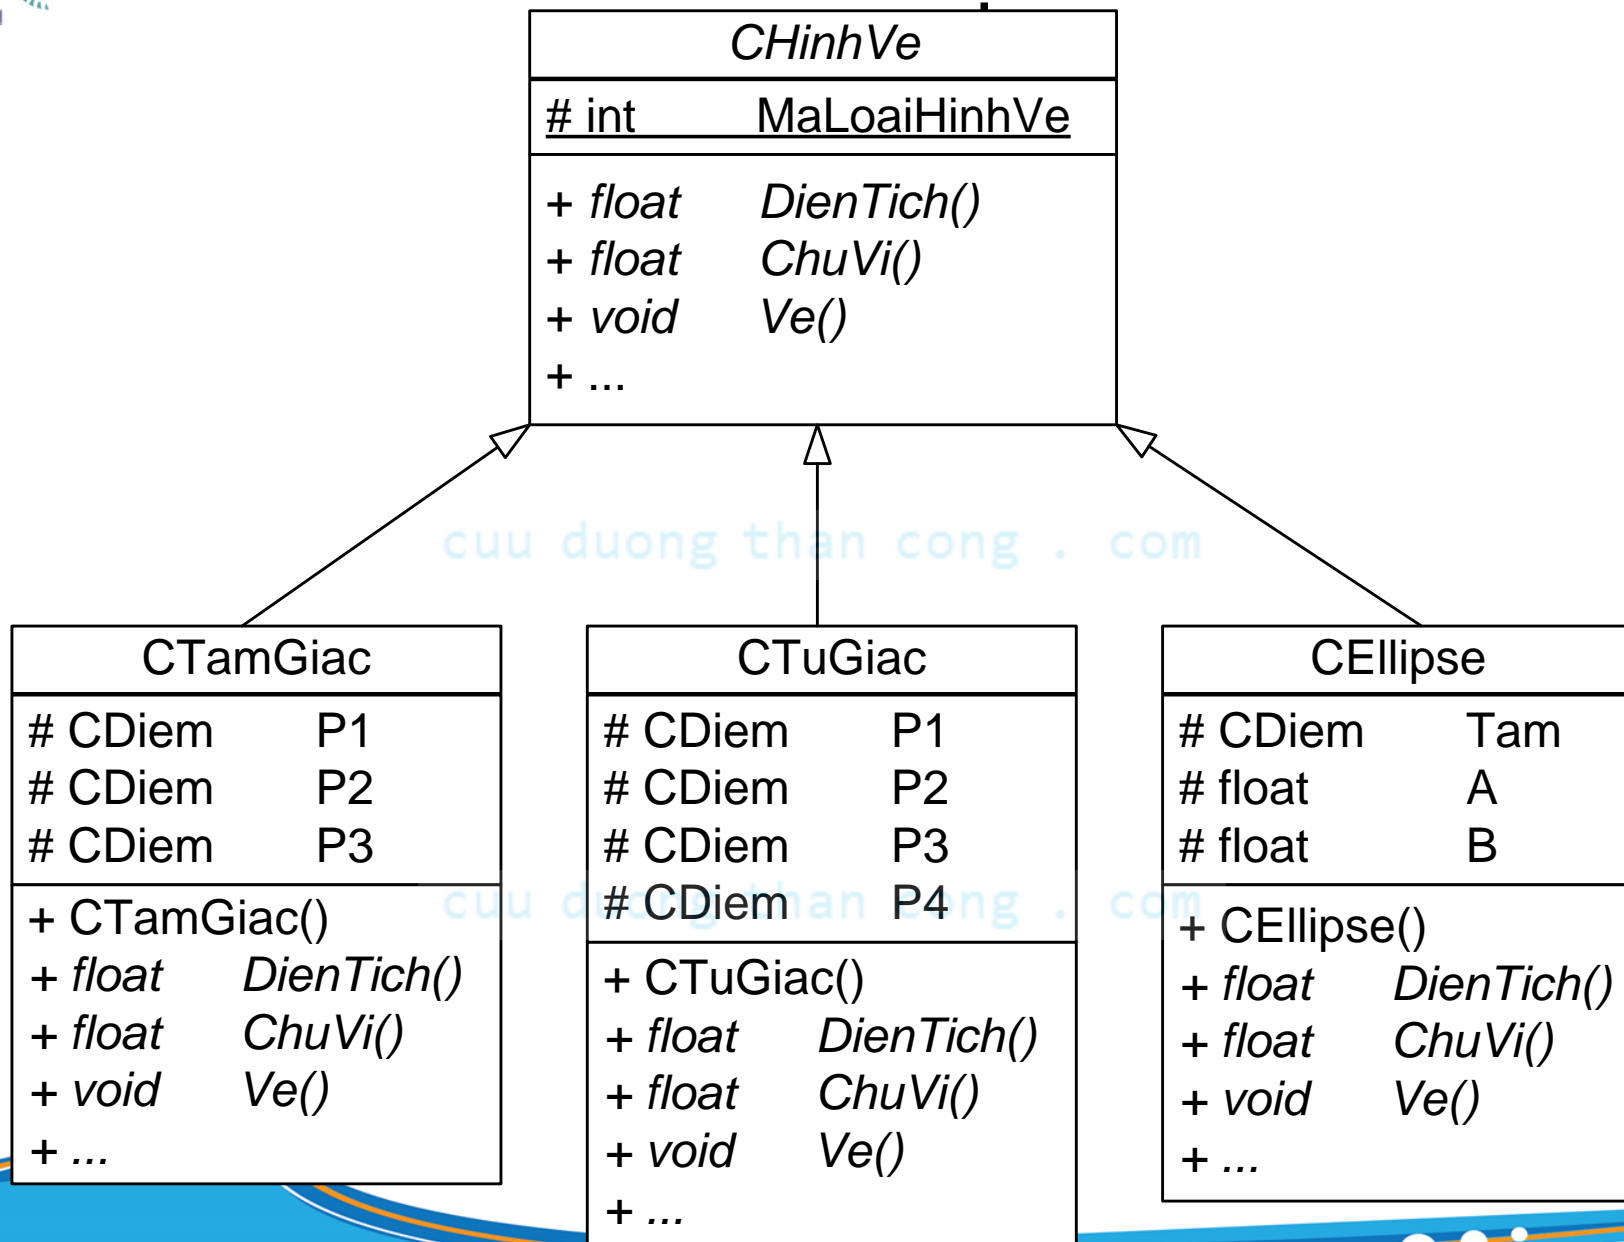 CHinhVe
# int MaLoaiHinhVe
+ float DienTich()
+ float ChuVi()
+ void Ve()
+ ...
cuu duong than cong . com
CTamGiac
# CDiem P1
# CDiem P2
# CDiem P3
+ CTamGiac()
+ float DienTich()
+ float ChuVi()
+ void Ve()
+ ...
CTuGiac
# CDiem P1
# CDiem P2
# CDiem P3
# CDiem P4
+ CTuGiac()
+ float DienTich()
+ float ChuVi()
+ void Ve()
+ ...
CEllipse
# CDiem Tam
# float A
# float B
+ CEllipse()
+ float DienTich()
+ float ChuVi()
+ void Ve()
+ ...
cuu duong than cong . com